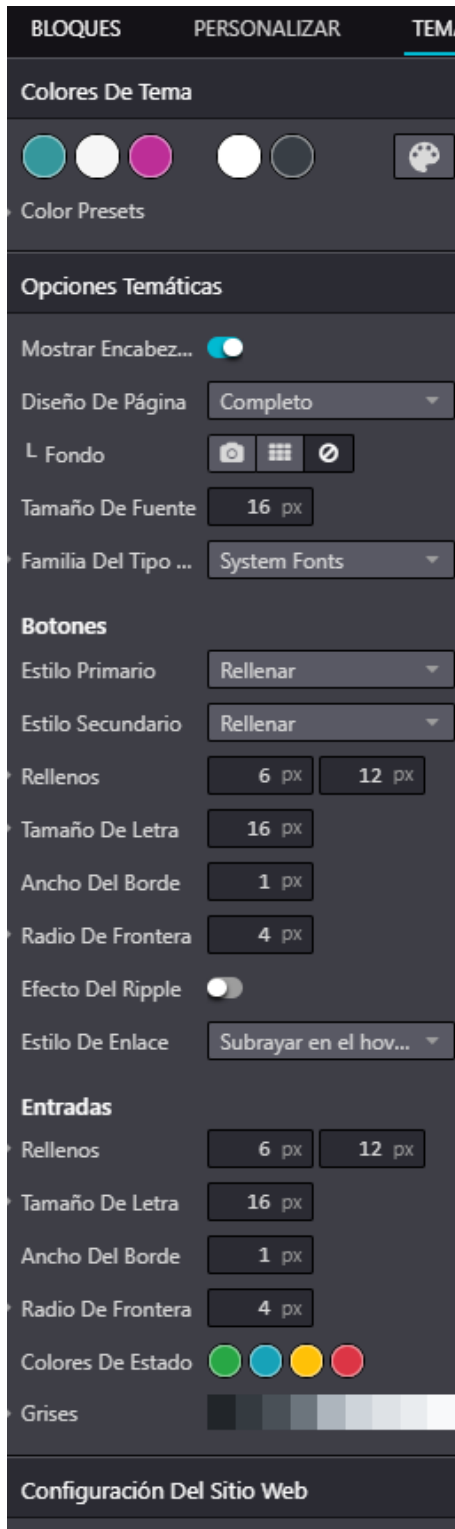 BLOQUES PERSONALIZAR TEMA
Colores De Tema
Color Presets
Opciones Temáticas
Mostrar Encabez...
Diseño De Página Completo
Fondo
Tamaño De Fuente 16 px
Familia Del Tipo ... System Fonts
Botones
Estilo Primario Rellenar
Estilo Secundario Rellenar
Rellenos 6 px 12 px
Tamaño De Letra 16 px
Ancho Del Borde 1 px
Radio De Frontera 4 px
Efecto Del Ripple
Estilo De Enlace Subrayar en el hov...
Entradas
Rellenos 6 px 12 px
Tamaño De Letra 16 px
Ancho Del Borde 1 px
Radio De Frontera 4 px
Colores De Estado
Grises
Configuración Del Sitio Web